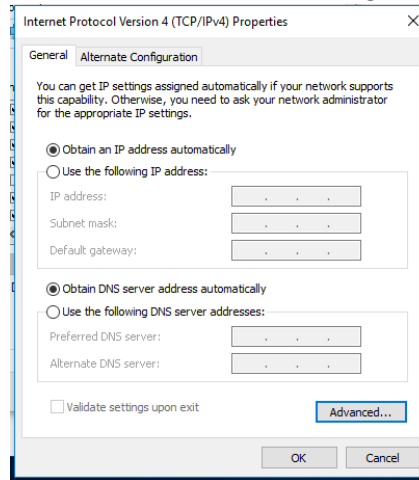 Internet Protocol Version 4 (TCP/IPv4) Properties
General Alternate Configuration
You can get IP settings assigned automatically if your network supports
this capability. Otherwise, you need to ask your network administrator
for the appropriate IP settings.
Obtain an IP address automatically
Use the following IP address:
IP address:
Subnet mask:
Default gateway:
Obtain DNS server address automatically
Use the following DNS server addresses:
Preferred DNS server:
Alternate DNS server:
Validate settings upon exit
Advanced...
OK Cancel